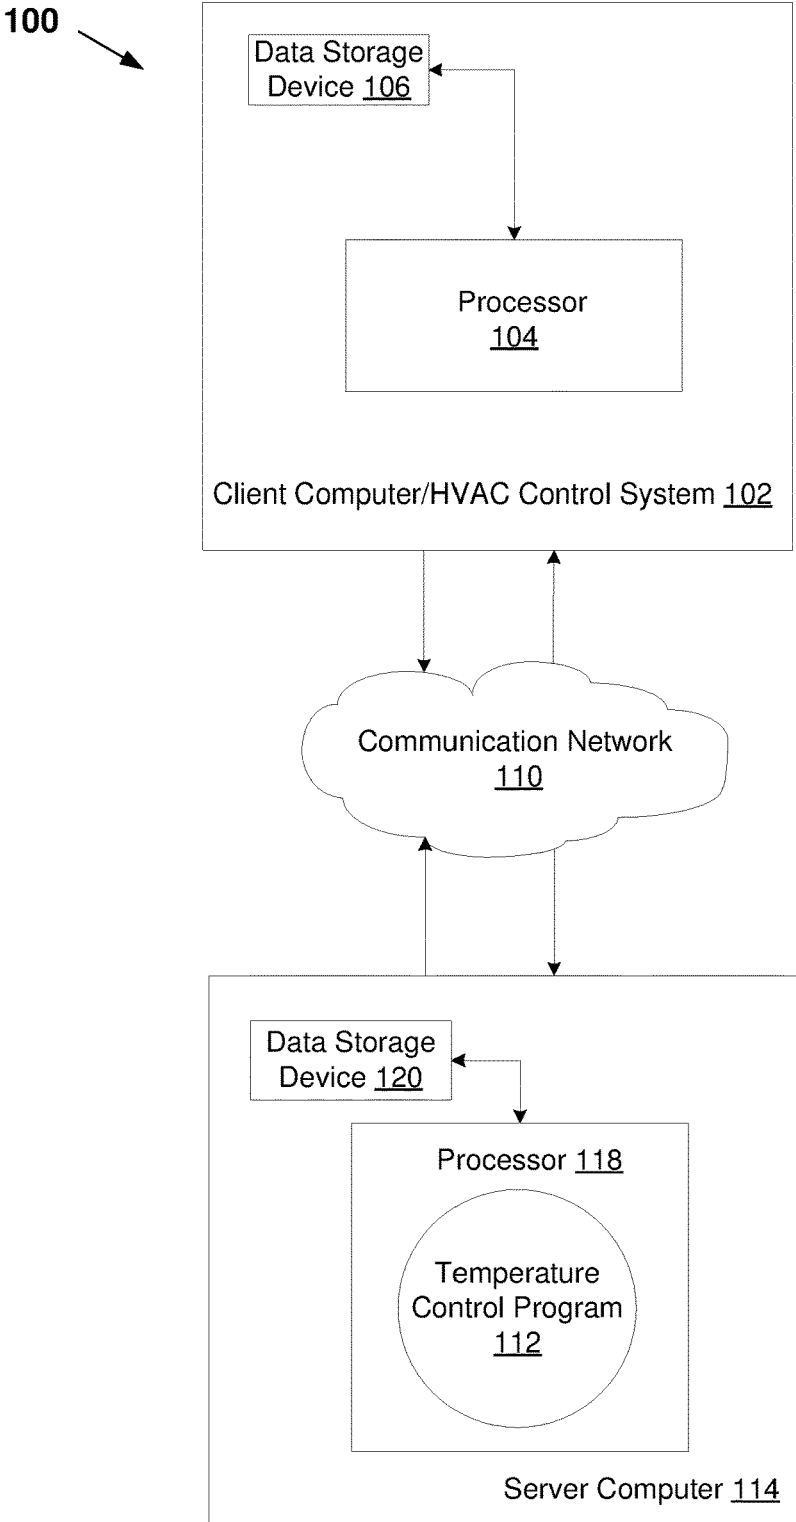 100
Data Storage
Device 106
Processor
104
Client Computer/HVAC Control System 102
Communication Network
110
Data Storage
Device 120
Processor 118
Temperature
Control Program
112
Server Computer 114